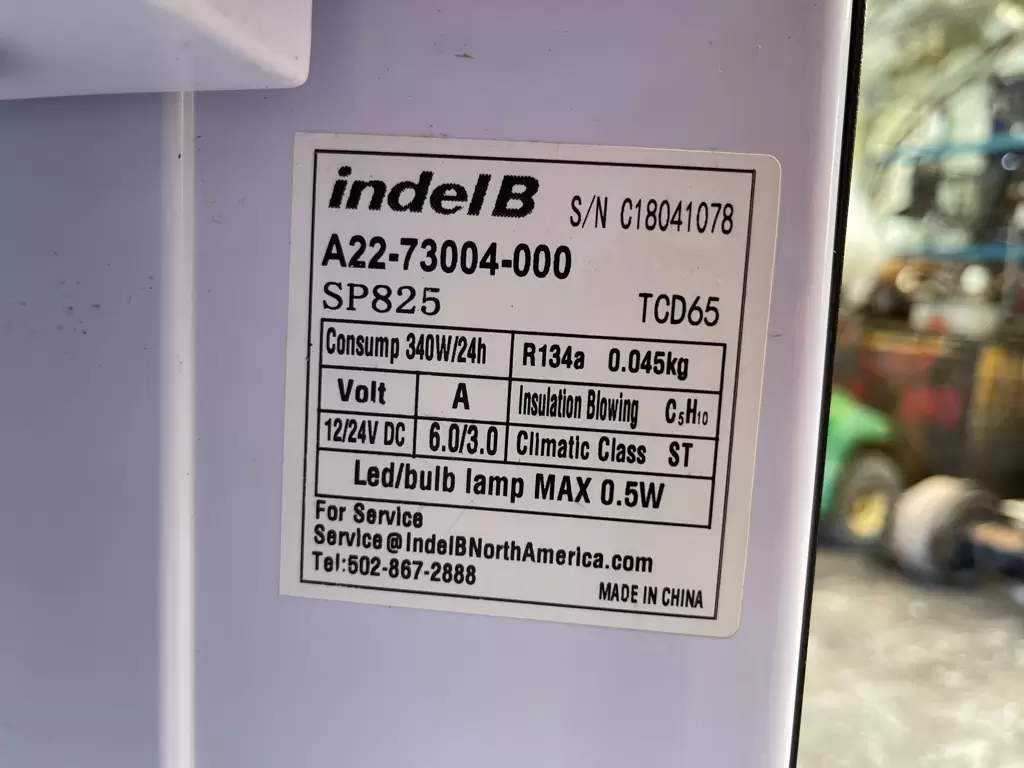 indelB S/N C18041078
A22-73004-000
SP825 TCD65
Consump 340W/24h R134a 0.045kg
Volt A Insulation Blowing C₅H₁₀
12/24V DC 6.0/3.0 Climatic Class ST
Led/bulb lamp MAX 0.5W
For Service
Service@IndelBNorthAmerica.com
Tel:502-867-2888
MADE IN CHINA